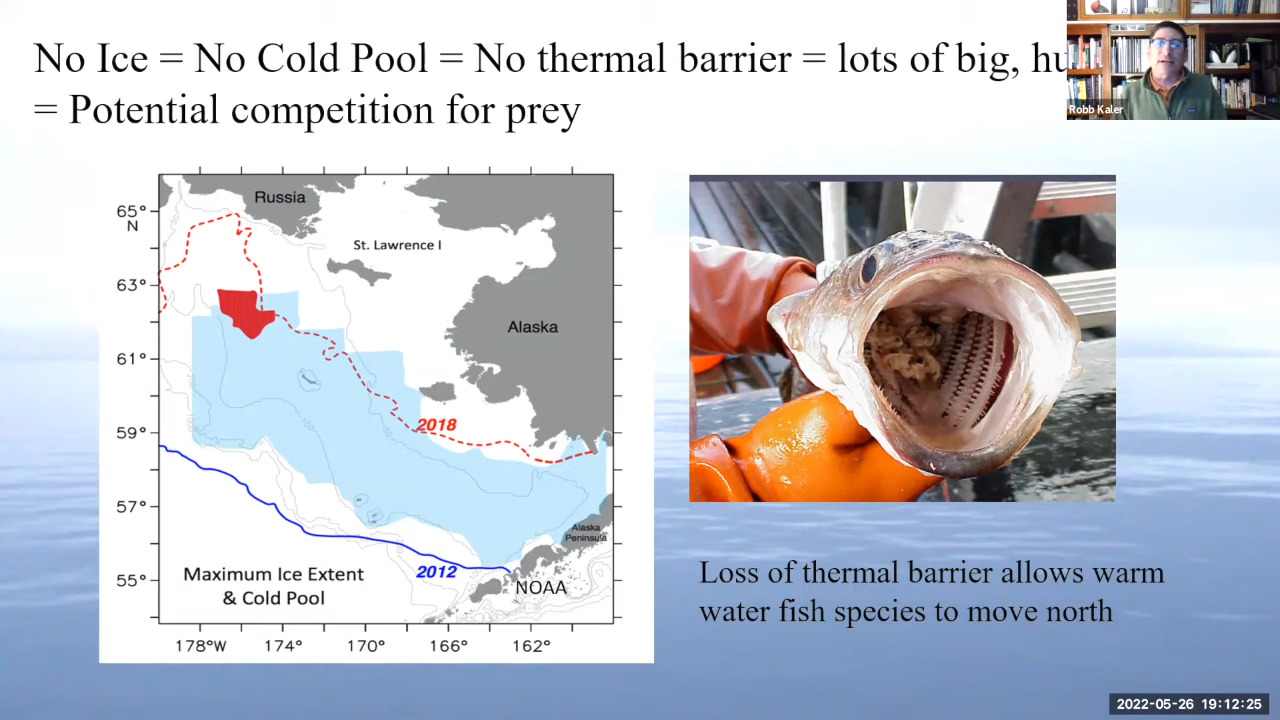 No Ice = No Cold Pool = No thermal barrier = lots of big,
= Potential competition for prey
Robb Kaler
Russia
65°
N
St. Lawrence I
63°
Alaska
61°
2018
59°
57°
Alaska
Peninsula
2012
Maximum Ice Extent
& Cold Pool
55°
NOAA
178°W 174° 170° 166° 162°
Loss of thermal barrier allows warm
water fish species to move north
2022-05-26 19:12:25